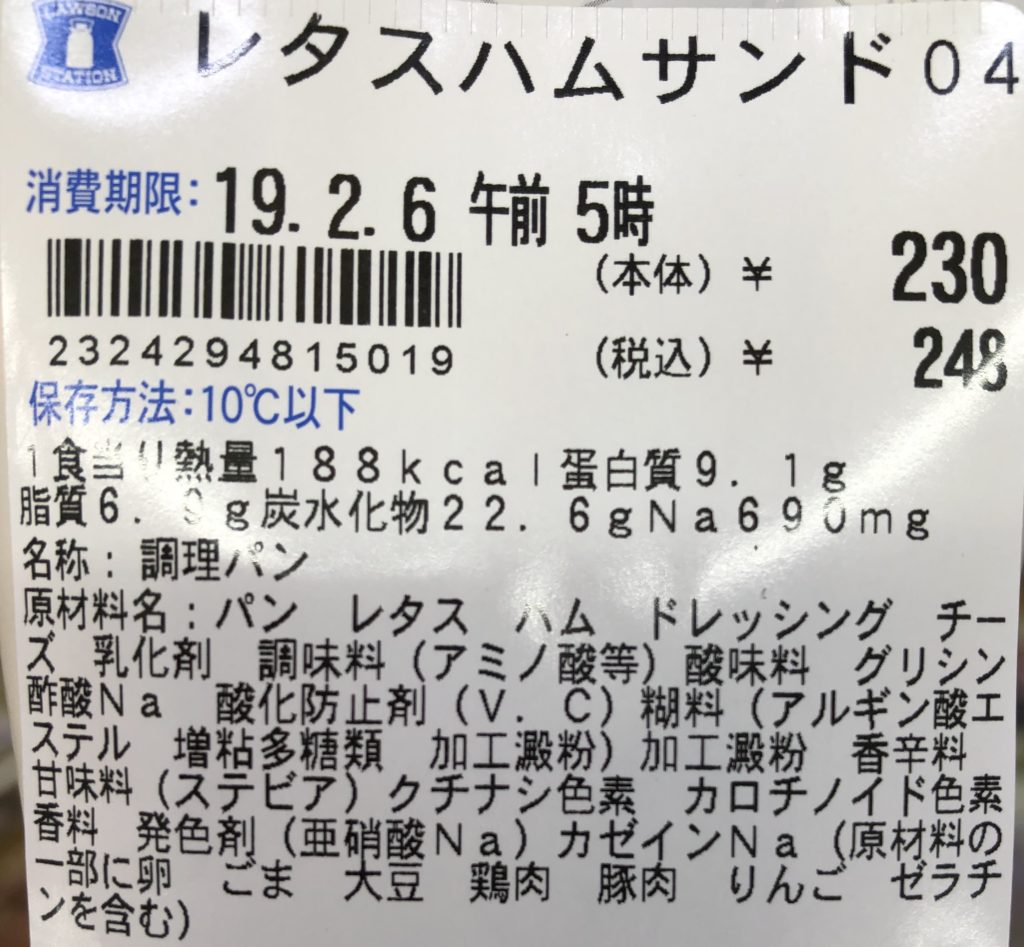 LAWSON
STATION
レタスハムサンド04
消費期限:19.2.6 午前 5時
(本体) ¥ 230
2324294815019
(税込) ¥ 248
保存方法:10℃以下
1食当り熱量188kcal 蛋白質9.1g
脂質6.9g炭水化物22.6gNa690mg
名称:調理パン
原材料名:パン レタス ハム ドレッシング チー
ズ 乳化剤 調味料(アミノ酸等)酸味料 グリシン
酢酸Na 酸化防止剤(V.C)糊料(アルギン酸エ
ステル 増粘多糖類 加工澱粉)加工澱粉 香辛料
甘味料(ステビア)クチナシ色素 カロチノイド色素
香料 発色剤(亜硝酸Na)カゼインNa(原材料の
一部に卵 ごま 大豆 鶏肉 豚肉 りんご ゼラチ
ンを含む)